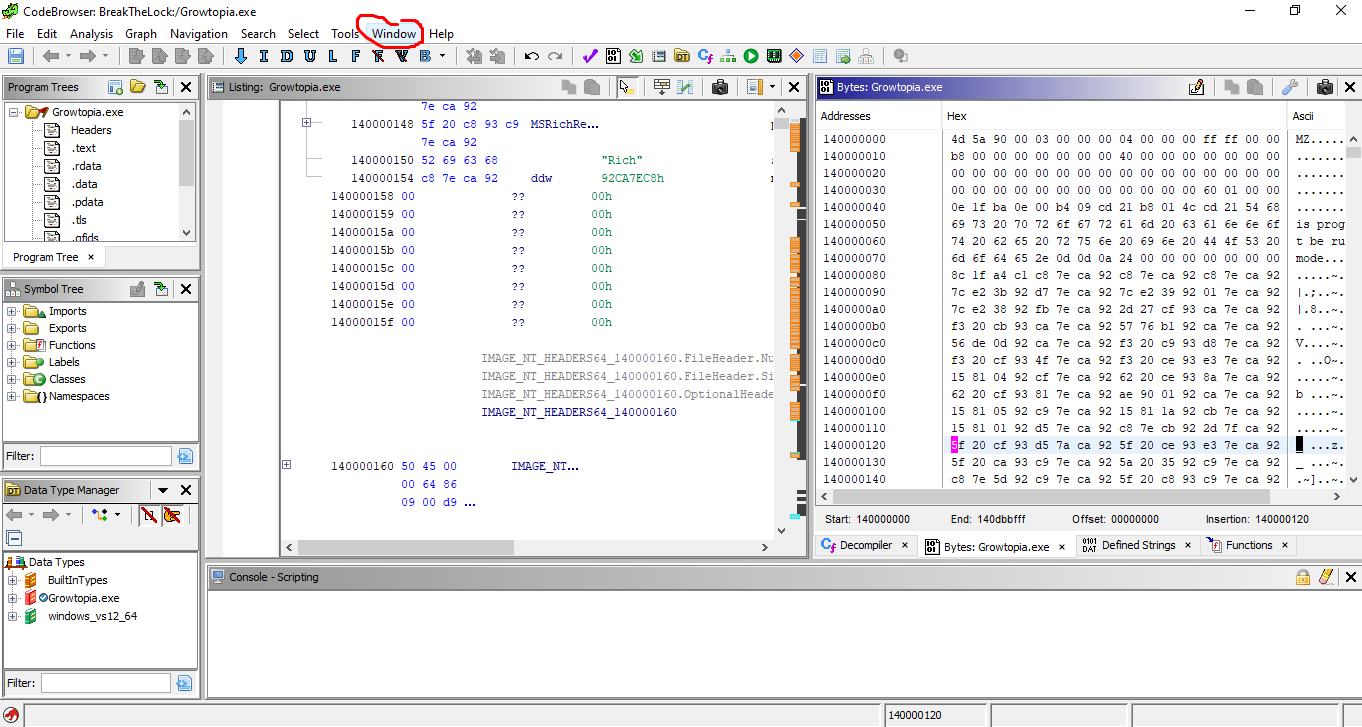 CodeBrowser: BreakTheLock:/Growtopia.exe
File Edit Analysis Graph Navigation Search Select Tools Window Help
I D U L F B
Program Trees
Growtopia.exe
Headers
.text
.rdata
.data
.pdata
.tls
Program Tree ×
Symbol Tree
Imports
Exports
Functions
Labels
Classes
Namespaces
Filter:
Data Type Manager
Data Types
BuiltInTypes
Growtopia.exe
windows_vs12_64
Filter:
Listing: Growtopia.exe
7e ca 92
140000148 5f 20 c8 93 c9 MSRichRe...
7e ca 92
140000150 52 69 63 68 "Rich"
140000154 c8 7e ca 92 ddw 92CA7EC8h
140000158 00 ?? 00h
140000159 00 ?? 00h
14000015a 00 ?? 00h
14000015b 00 ?? 00h
14000015c 00 ?? 00h
14000015d 00 ?? 00h
14000015e 00 ?? 00h
14000015f 00 ?? 00h
IMAGE_NT_HEADERS64_140000160.FileHeader.Nu
IMAGE_NT_HEADERS64_140000160.FileHeader.Si
IMAGE_NT_HEADERS64_140000160.OptionalHeade
IMAGE_NT_HEADERS64_140000160
140000160 50 45 00 IMAGE_NT...
00 64 86
09 00 d9 ...
Bytes: Growtopia.exe
Addresses Hex Ascii
140000000 4d 5a 90 00 03 00 00 00 04 00 00 00 ff ff 00 00 MZ.....
140000010 b8 00 00 00 00 00 00 00 40 00 00 00 00 00 00 00 .......
140000020 00 00 00 00 00 00 00 00 00 00 00 00 00 00 00 00 .......
140000030 00 00 00 00 00 00 00 00 00 00 00 00 60 01 00 00 .......
140000040 0e 1f ba 0e 00 b4 09 cd 21 b8 01 4c cd 21 54 68 .......
140000050 69 73 20 70 72 6f 67 72 61 6d 20 63 61 6e 6e 6f is prog
140000060 74 20 62 65 20 72 75 6e 20 69 6e 20 44 4f 53 20 t be ru
140000070 6d 6f 64 65 2e 0d 0d 0a 24 00 00 00 00 00 00 00 mode...
140000080 8c 1f a4 c1 c8 7e ca 92 c8 7e ca 92 c8 7e ca 92 .....~.
140000090 7c e2 3b 92 d7 7e ca 92 7c e2 39 92 01 7e ca 92 |.;..~.
1400000a0 7c e2 38 92 fb 7e ca 92 2d 27 cf 93 ca 7e ca 92 |.8..~.
1400000b0 f3 20 cb 93 ca 7e ca 92 57 76 b1 92 ca 7e ca 92 . ...~.
1400000c0 56 de 0d 92 ca 7e ca 92 f3 20 c9 93 d8 7e ca 92 V....~.
1400000d0 f3 20 cf 93 4f 7e ca 92 f3 20 ce 93 e3 7e ca 92 . ..O~.
1400000e0 15 81 04 92 cf 7e ca 92 62 20 ce 93 8a 7e ca 92 .....~.
1400000f0 62 20 cf 93 81 7e ca 92 ae 90 01 92 ca 7e ca 92 b ...~.
140000100 15 81 05 92 c9 7e ca 92 15 81 1a 92 cb 7e ca 92 .....~.
140000110 15 81 01 92 d5 7e ca 92 c8 7e cb 92 2d 7f ca 92 .....~.
140000120 5f 20 cf 93 d5 7a ca 92 5f 20 ce 93 e3 7e ca 92 _ ...z.
140000130 5f 20 ca 93 c9 7e ca 92 5a 20 35 92 c9 7e ca 92 _ ...~.
140000140 c8 7e 5d 92 c9 7e ca 92 5f 20 c8 93 c9 7e ca 92 .~]..~.
Start: 140000000 End: 140dbbfff Offset: 00000000 Insertion: 140000120
Decompiler × Bytes: Growtopia.exe × Defined Strings × Functions ×
Console - Scripting
140000120